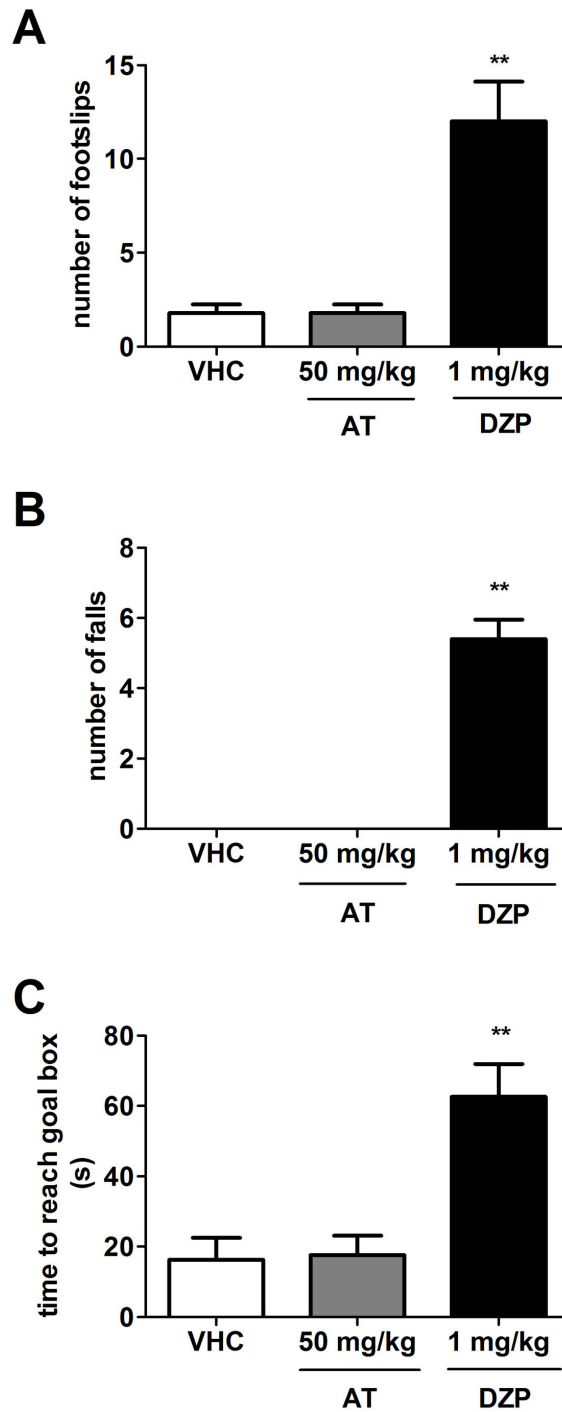 A
**
15
10
5
0
number of footslips
VHC 50 mg/kg 1 mg/kg
AT DZP
B
8
**
6
4
2
0
number of falls
VHC 50 mg/kg 1 mg/kg
AT DZP
C
80
**
60
40
20
0
time to reach goal box
(s)
VHC 50 mg/kg 1 mg/kg
AT DZP